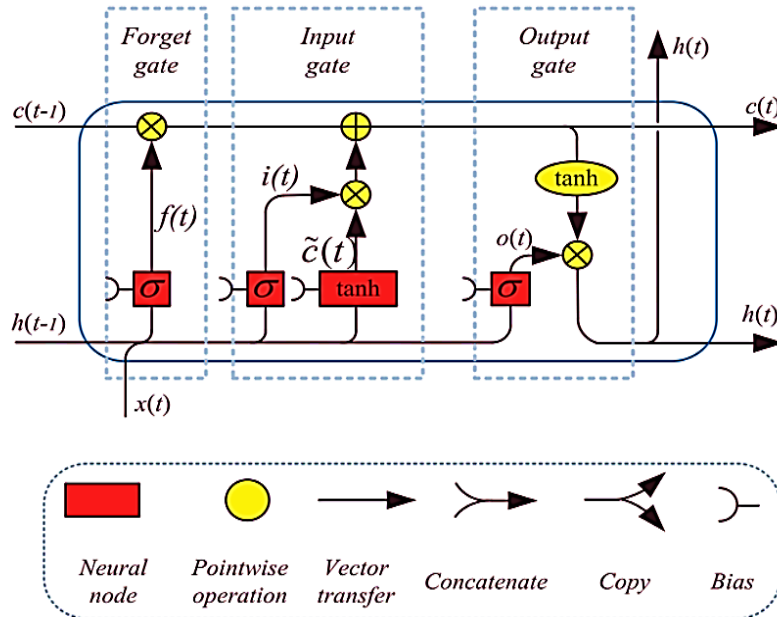 Forget
gate
Input
gate
Output
gate
h(t)
c(t-1)
c(t)
i(t)
tanh
f(t)
c̃(t)
o(t)
σ
σ
tanh
σ
h(t-1)
h(t)
x(t)
Neural
node
Pointwise
operation
Vector
transfer
Concatenate
Copy
Bias